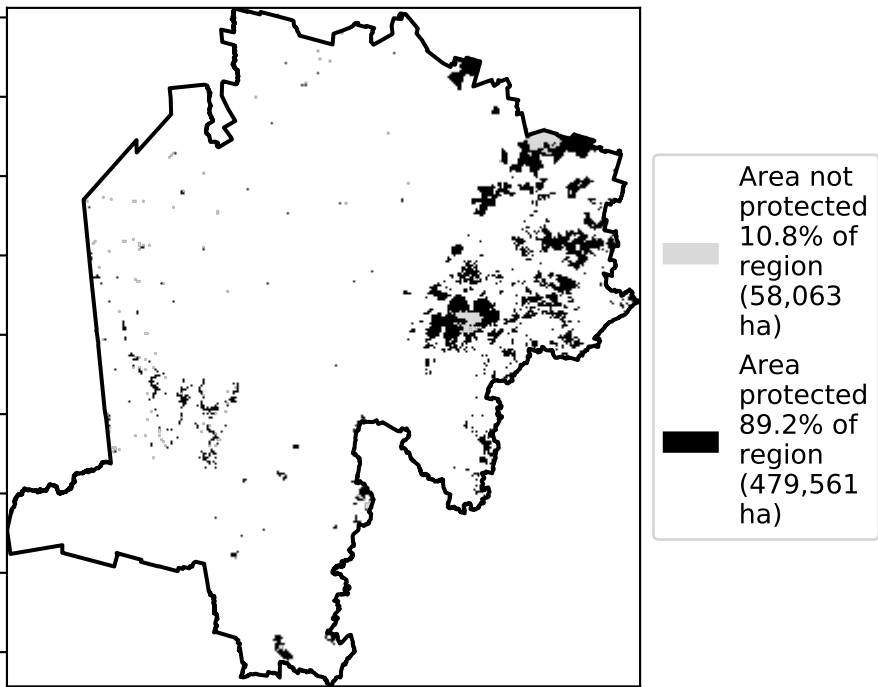 Area not
protected
10.8% of
region
(58,063
ha)
Area
protected
89.2% of
region
(479,561
ha)